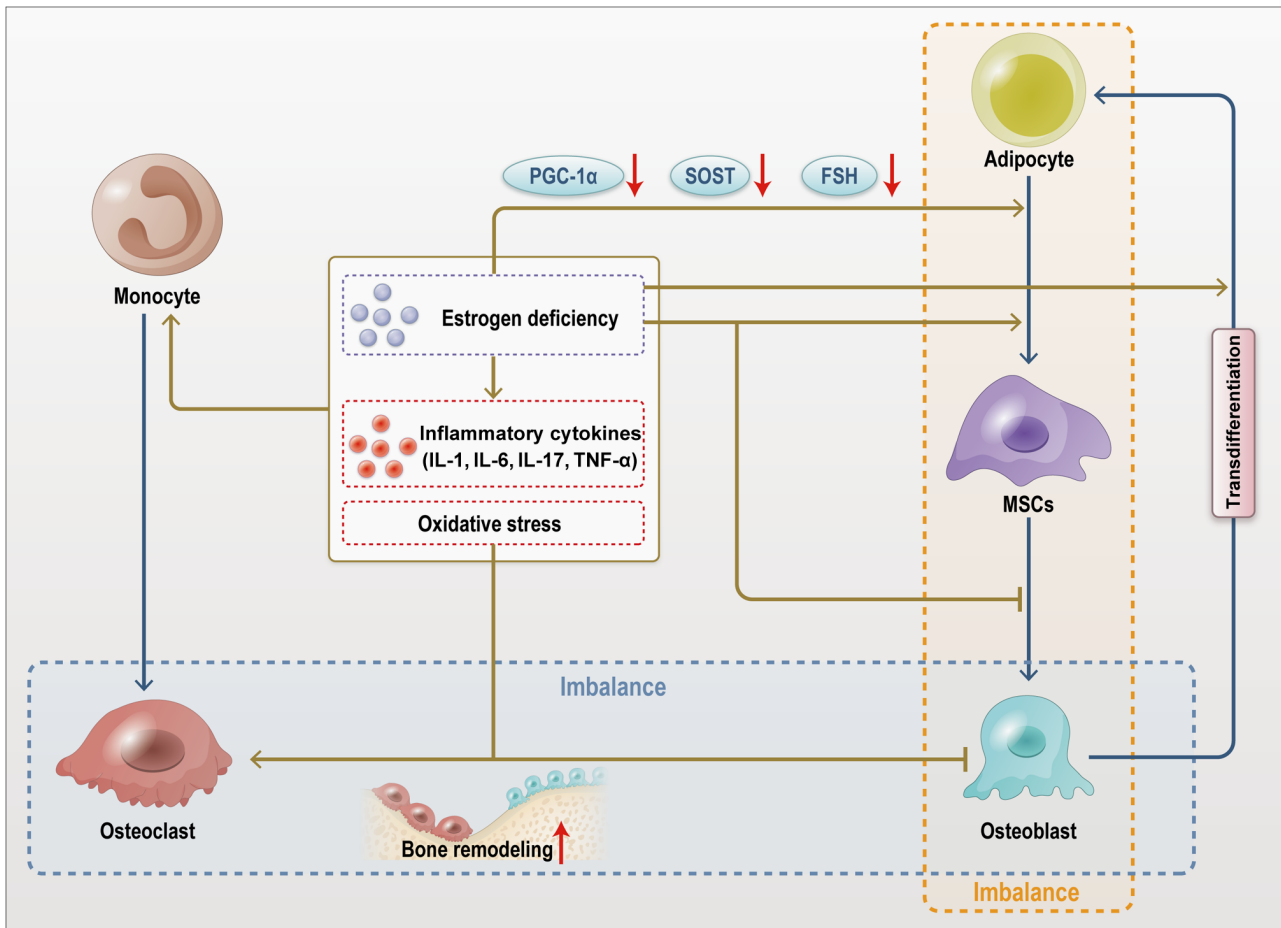 Adipocyte
PGC-1α
SOST
FSH
Monocyte
Estrogen deficiency
Inflammatory cytokines
(IL-1, IL-6, IL-17, TNF-α)
Oxidative stress
MSCs
Transdifferentiation
Imbalance
Osteoclast
Bone remodeling
Osteoblast
Imbalance